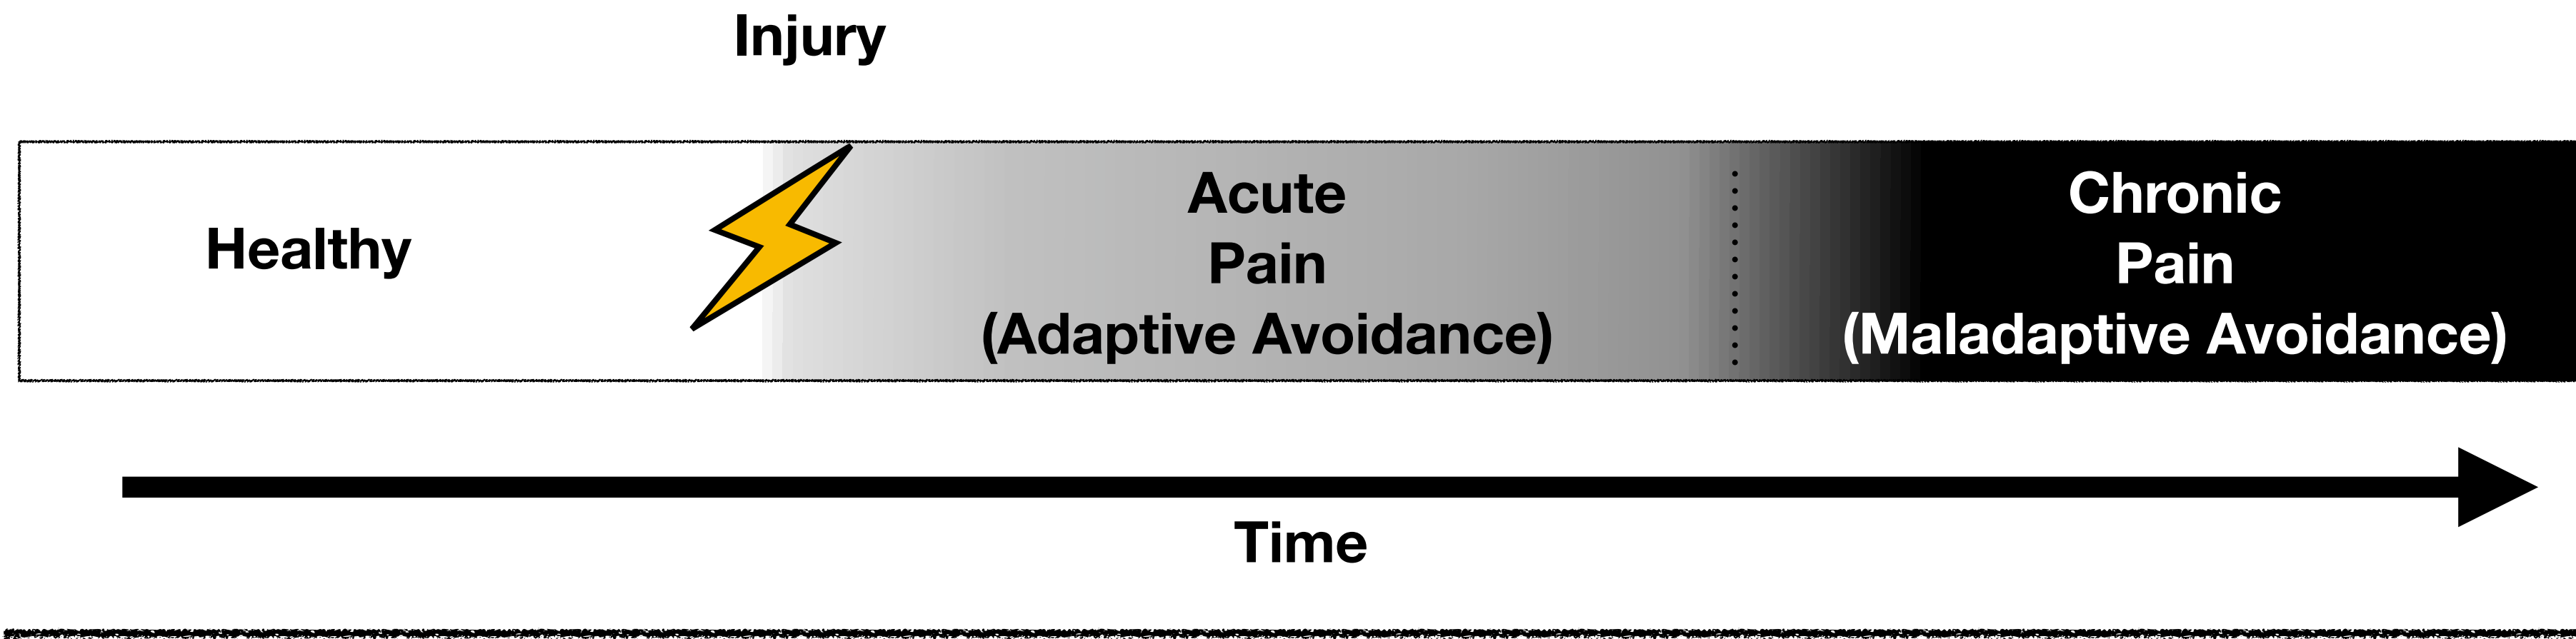 Injury
Healthy
Acute
Pain
(Adaptive Avoidance)
Chronic
Pain
(Maladaptive Avoidance)
Time